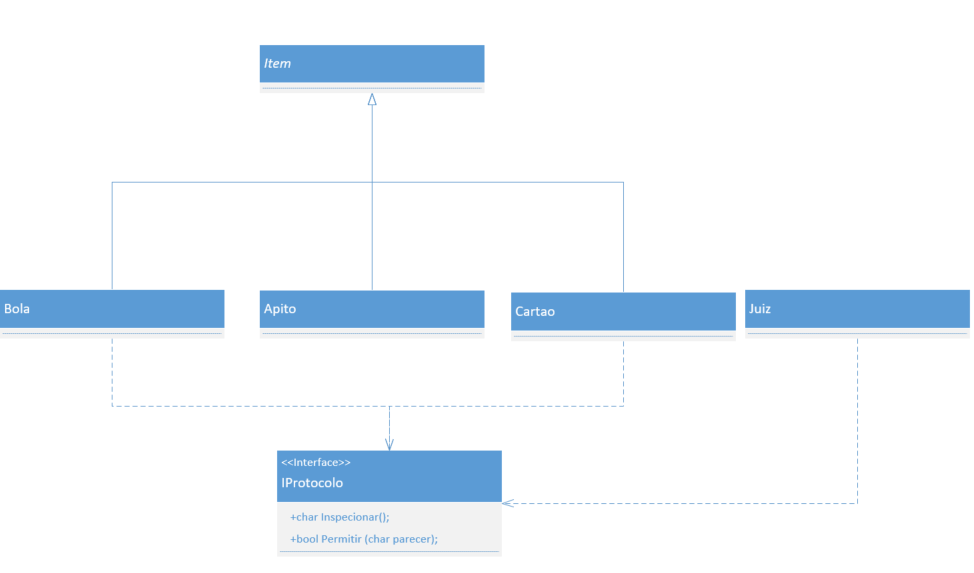 Item
Bola
Apito
Cartao
Juiz
<<Interface>>
IProtocolo
+char Inspecionar();
+bool Permitir (char parecer);